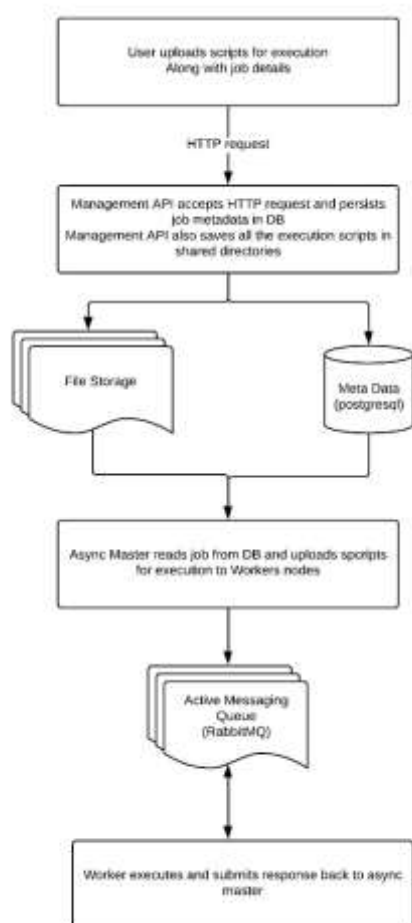 User uploads scripts for execution
Along with job details
HTTP request
Management API accepts HTTP request and persists
job metadata in DB
Management API also saves all the execution scripts in
shared directories
File Storage
Meta Data
(postgresql)
Async Master reads job from DB and uploads sporipts
for execution to Workers nodes
Active Messaging
Queue
(RabbitMQ)
Worker executes and submits response back to async
master